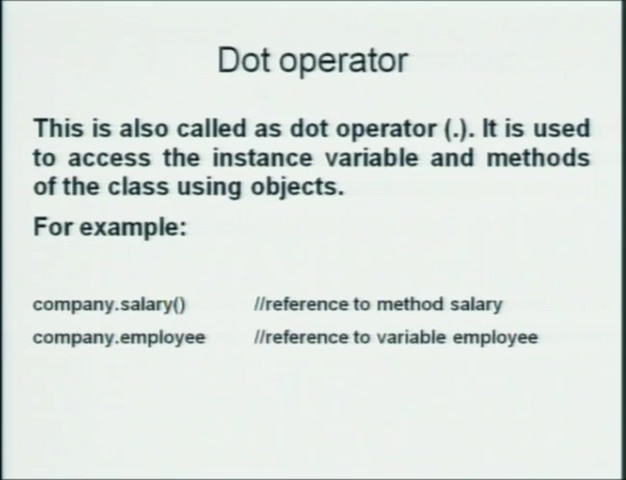 Dot operator
This is also called as dot operator (.). It is used
to access the instance variable and methods
of the class using objects.
For example:
company.salary() //reference to method salary
company.employee //reference to variable employee